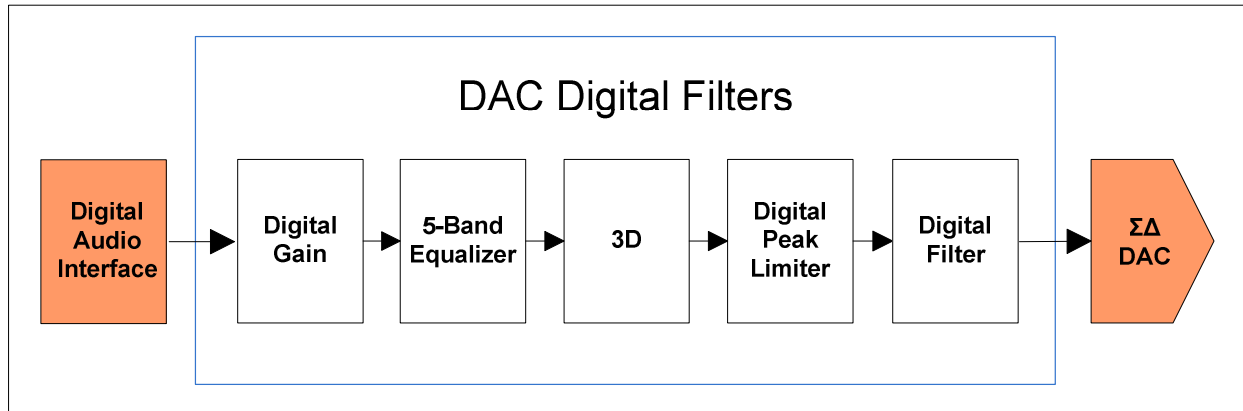 DAC Digital Filters
Digital
Audio
Interface
Digital
Gain
5-Band
Equalizer
3D
Digital
Peak
Limiter
Digital
Filter
ΣΔ
DAC